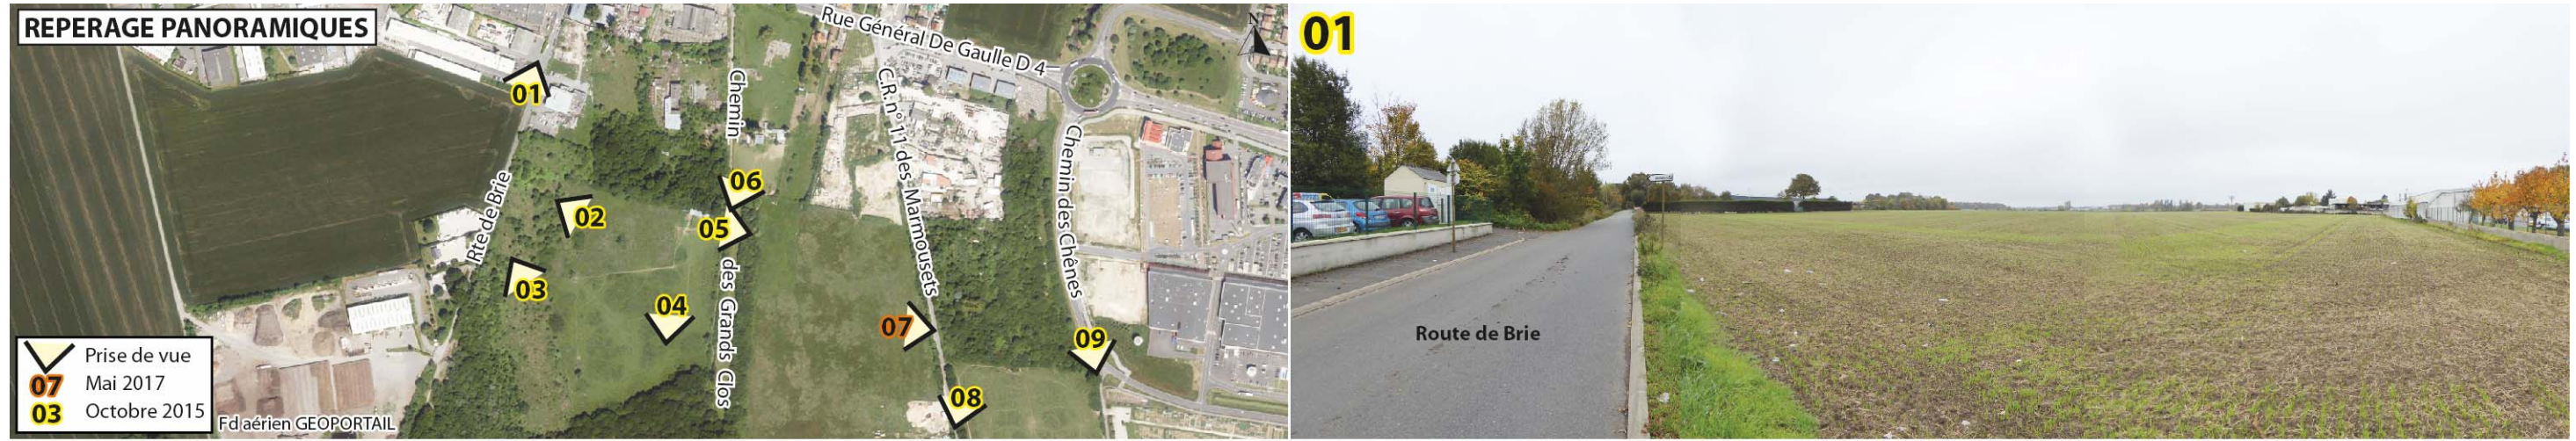 REPERAGE PANORAMIQUES
Rue Général De Gaulle D 4
N
01
Chemin
C.R. n° 11 des Marmousets
Chemin des Chênes
Rte de Brie
06
02
05
03
04
des Grands Clos
07
09
08
Prise de vue
07 Mai 2017
03 Octobre 2015
Fd aérien GEOPORTAIL
01
Route de Brie